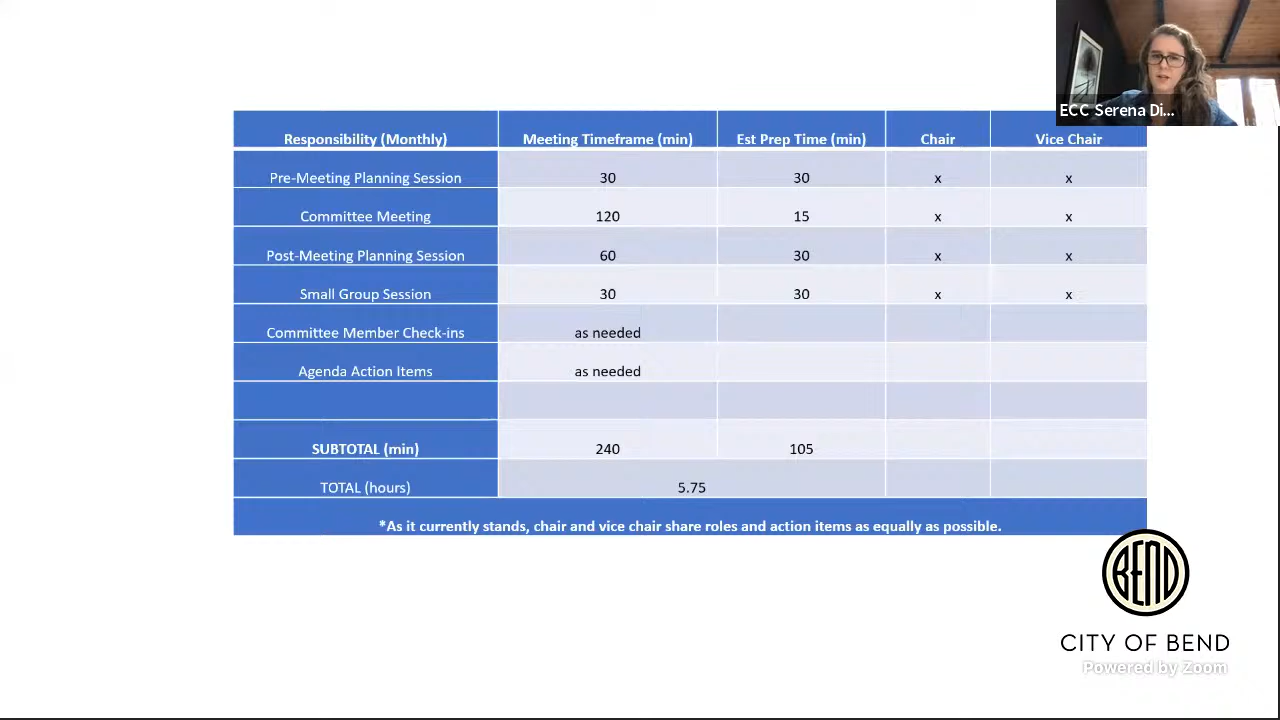 ECC Serena Di...
Responsibility (Monthly) Meeting Timeframe (min) Est Prep Time (min) Chair Vice Chair
Pre-Meeting Planning Session 30 30 x x
Committee Meeting 120 15 x x
Post-Meeting Planning Session 60 30 x x
Small Group Session 30 30 x x
Committee Member Check-ins as needed
Agenda Action Items as needed
SUBTOTAL (min) 240 105
TOTAL (hours) 5.75
*As it currently stands, chair and vice chair share roles and action items as equally as possible.
BEND
CITY OF BEND
Powered by Zoom